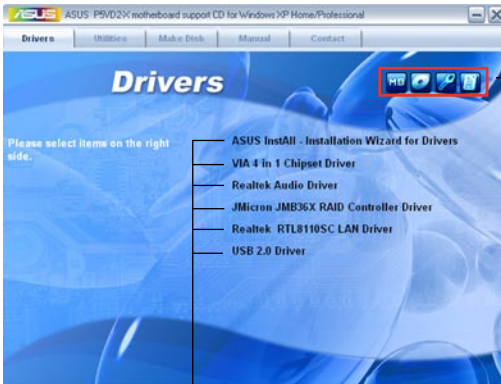 ASUS ASUS P5VD2-X motherboard support CD for Windows XP Home/Professional
Drivers Utilities Make Disk Manual Contact
Drivers
MB
Please select items on the right
side.
ASUS InstAll - Installation Wizard for Drivers
VIA 4 in 1 Chipset Driver
Realtek Audio Driver
JMicron JMB36X RAID Controller Driver
Realtek RTL8110SC LAN Driver
USB 2.0 Driver